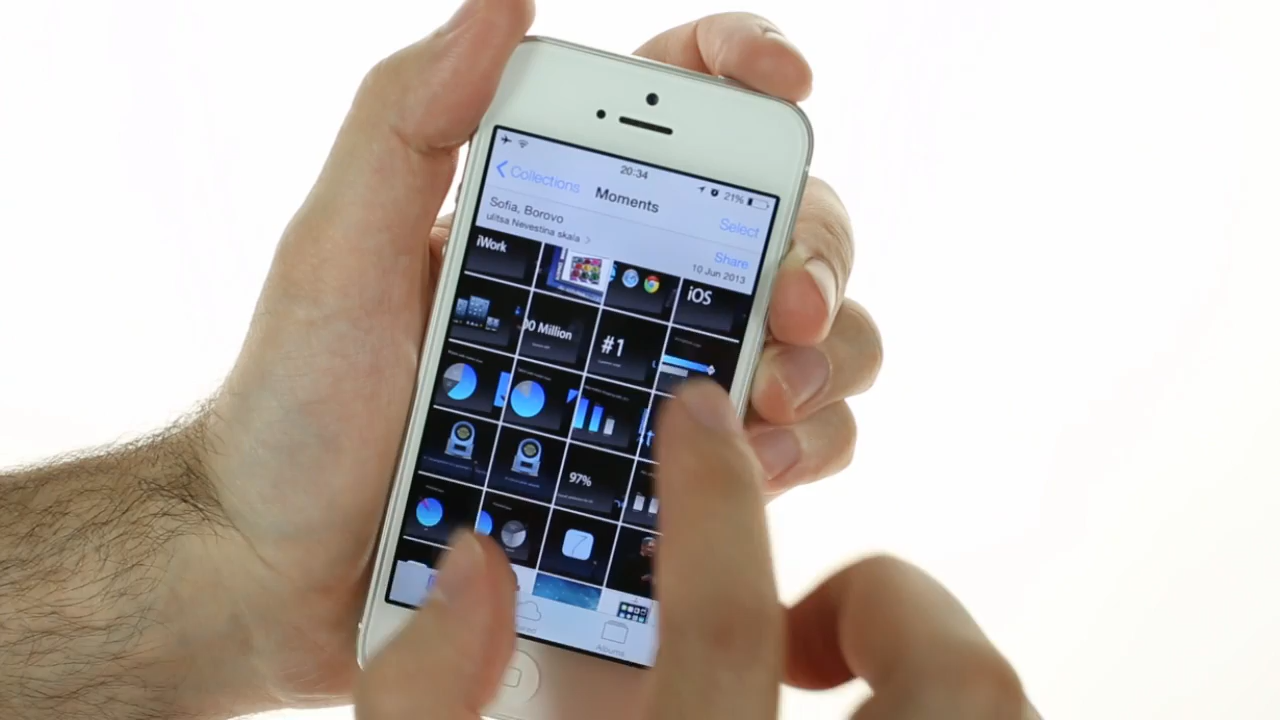 20:34
21%
Collections
Moments
Select
Sofia, Borovo
ulitsa Nevestina skala
Share
10 Jun 2013
iWork
iOS
00 Million
#1
97%
7
Albums